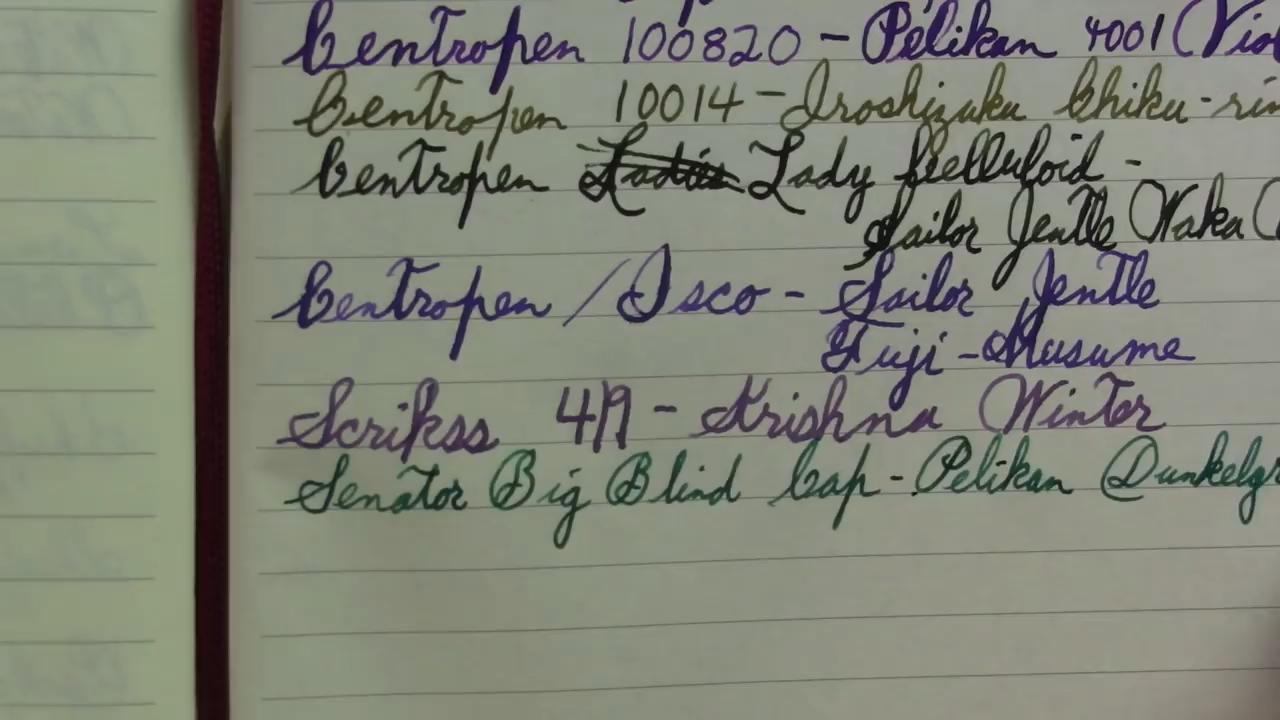 Centropen 100820 - Pelikan 4001 (Vio
Centropen 10014 - Iroshizuku Chiku-rin
Centropen Lady Celluloid -
Sailor Jentle Waka (
Centropen / Isco - Sailor Jentle
Fuji-Musume
Scrikss 419 - Krishna Winter
Senator Big Blind Cap - Pelikan Dunkelgr